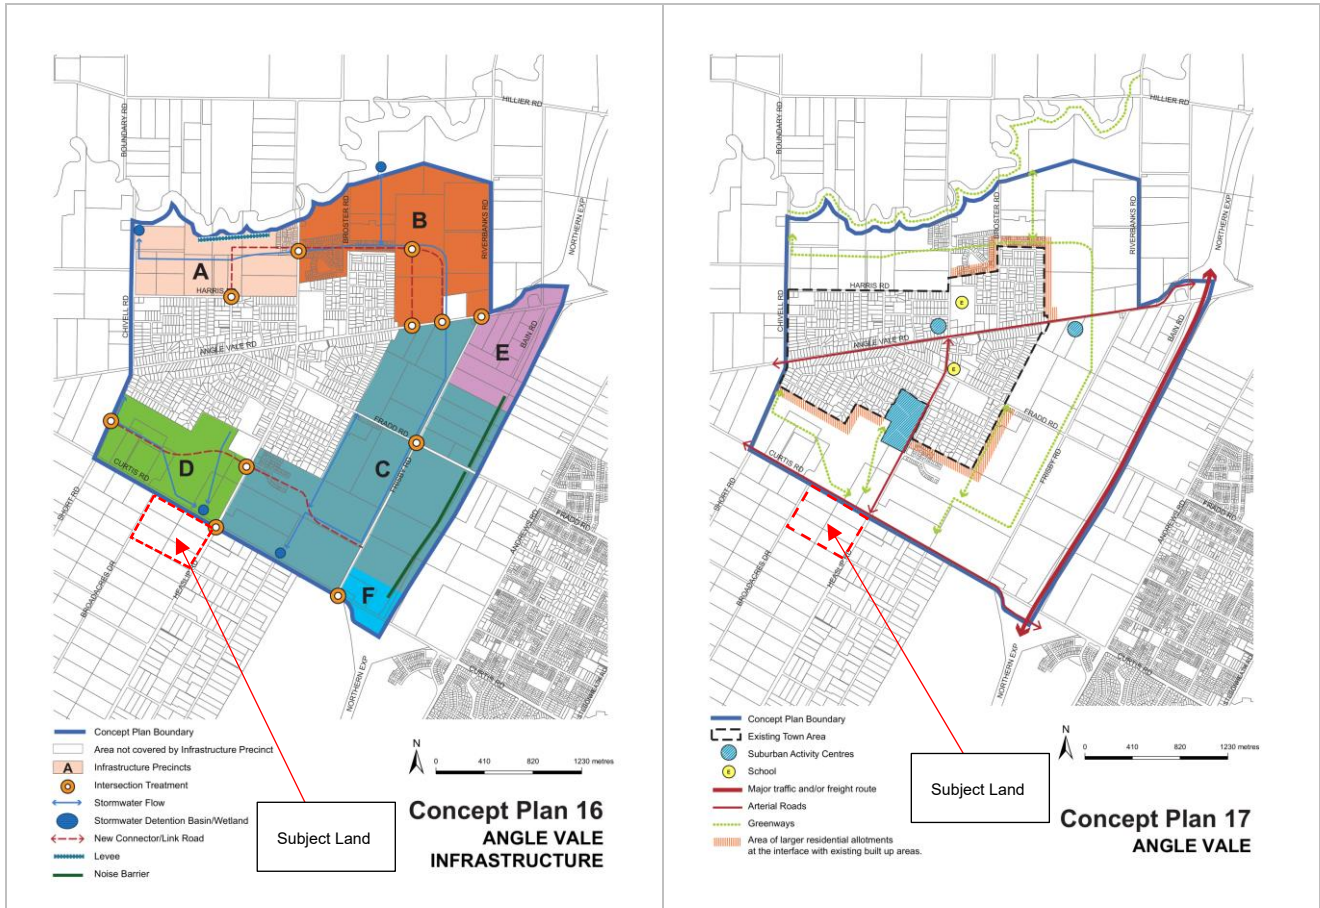 HILLIER RD
BOUNDARY RD
NORTHERN EXP
BROSTER RD
RIVERBANKS RD
B
A
HARRIS
CHIVELL RD
BAIN RD
E
ANGLE VALE RD
FRADD RD
C
FRISBY RD
D
CURTIS RD
SHORT RD
ANDREWS RD
FRADD RD
BROADACRES DR
HEASLIP RD
F
CURTIS RD
NORTHERN EXP
Concept Plan Boundary
Area not covered by Infrastructure Precinct
A Infrastructure Precincts
Intersection Treatment
Stormwater Flow
Stormwater Detention Basin/Wetland
New Connector/Link Road
Levee
Noise Barrier
N
0 410 820 1230 metres
Subject Land
Concept Plan 16
ANGLE VALE
INFRASTRUCTURE
HILLIER RD
BOUNDARY RD
NORTHERN EXP
BROSTER RD
RIVERBANKS RD
HARRIS RD
E
CHIVELL RD
BAIN RD
ANGLE VALE RD
E
FRADD RD
CURTIS RD
FRISBY RD
SHORT RD
ANDREWS RD
FRADD RD
BROADACRES DR
HEASLIP RD
CURTIS RD
NORTHERN EXP
Concept Plan Boundary
Existing Town Area
Suburban Activity Centres
E School
Major traffic and/or freight route
Arterial Roads
Greenways
Area of larger residential allotments
at the interface with existing built up areas.
N
0 410 820 1230 metres
Subject Land
Concept Plan 17
ANGLE VALE